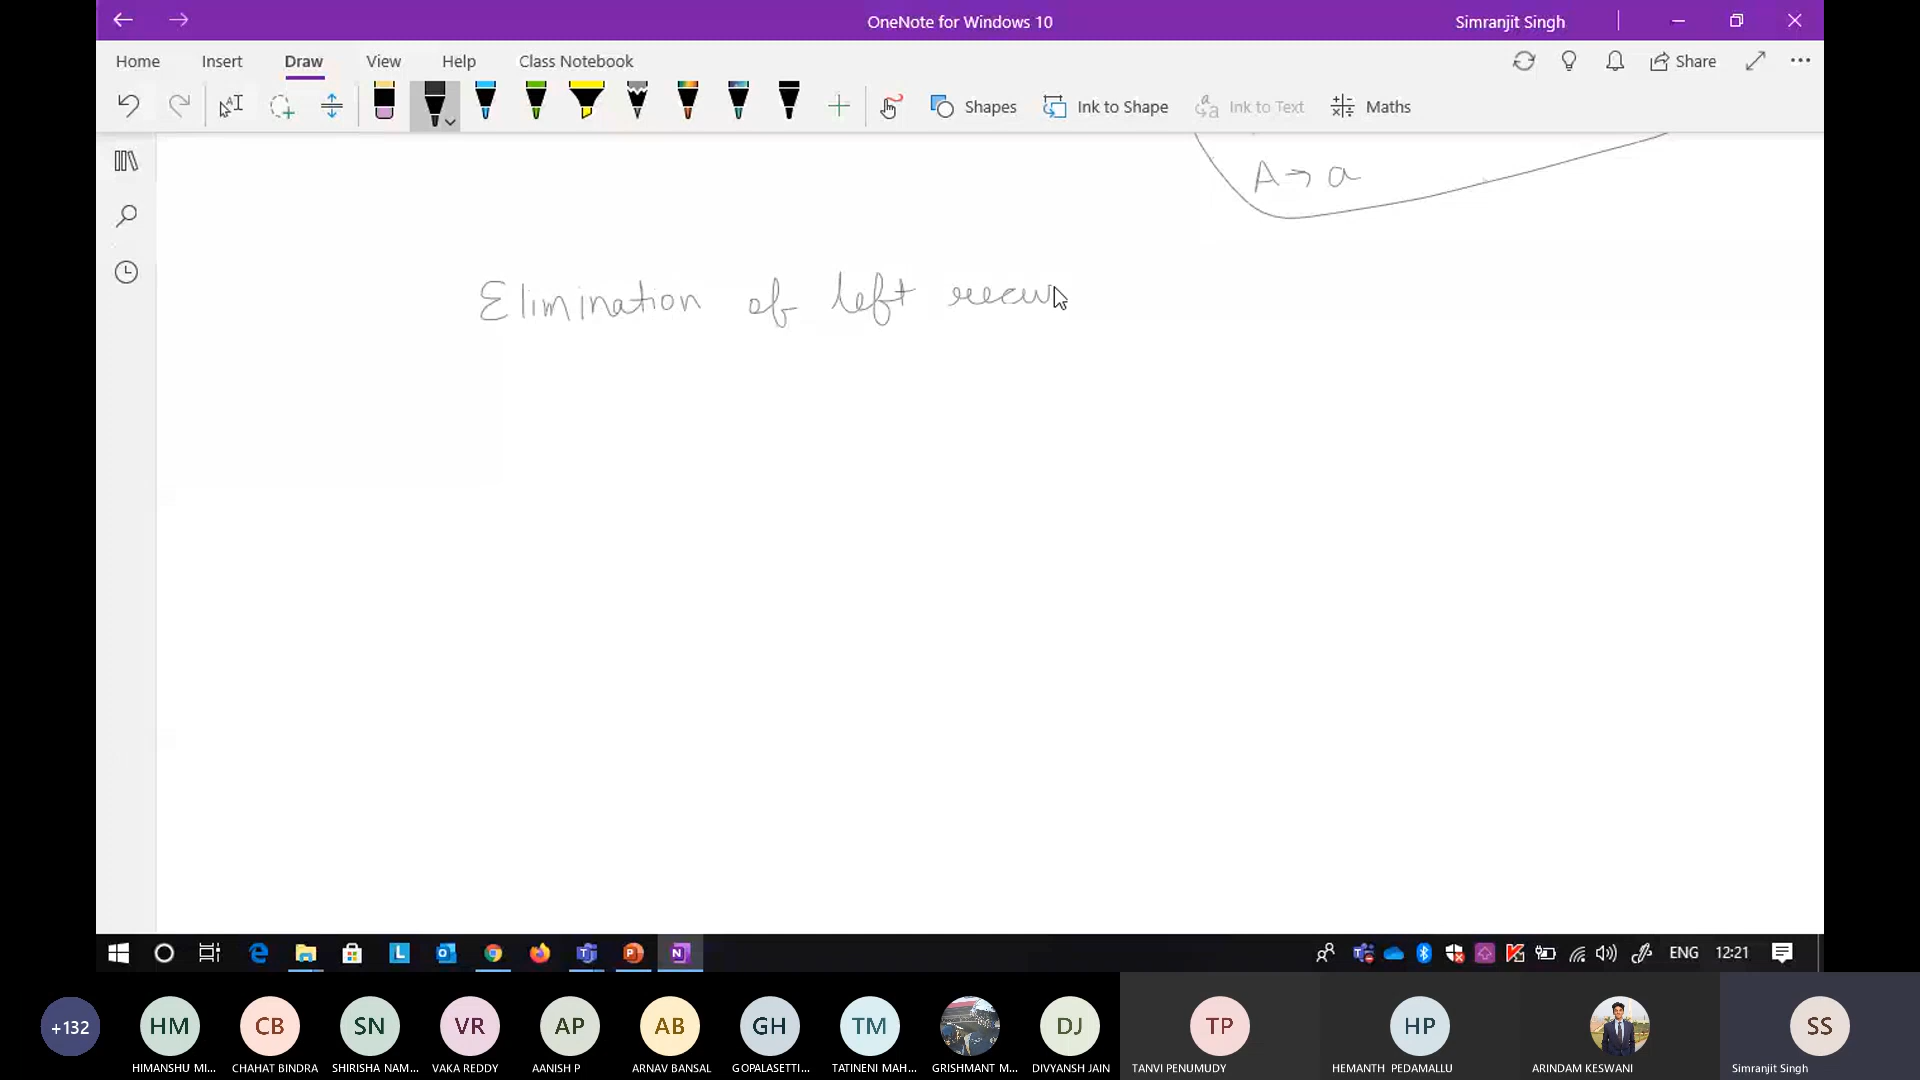 OneNote for Windows 10
Simranjit Singh
Home Insert Draw View Help Class Notebook
Share
Shapes Ink to Shape Ink to Text Maths
A → a
Elimination of left recur
ENG 12:21
+132 HM CB SN VR AP AB GH TM DJ TP HP SS
HIMANSHU MI... CHAHAT BINDRA SHIRISHA NAM... VAKA REDDY AANISH P ARNAV BANSAL GOPALASETTI... TATINENI MAH... GRISHMANT M... DIVYANSH JAIN TANVI PENUMUDY HEMANTH PEDAMALLU ARINDAM KESWANI Simranjit Singh